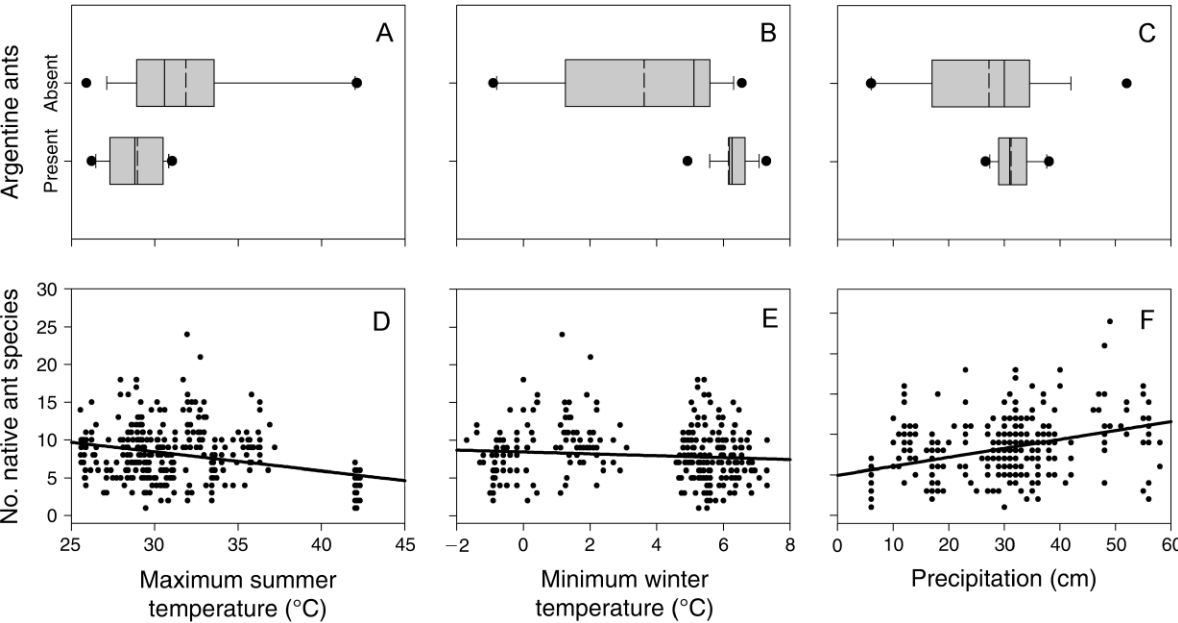 Argentine ants
Absent
Present
A
B
C
No. native ant species
30
25
20
15
10
5
0
D
E
F
25 30 35 40 45
−2 0 2 4 6 8
0 10 20 30 40 50 60
Maximum summer
temperature (°C)
Minimum winter
temperature (°C)
Precipitation (cm)